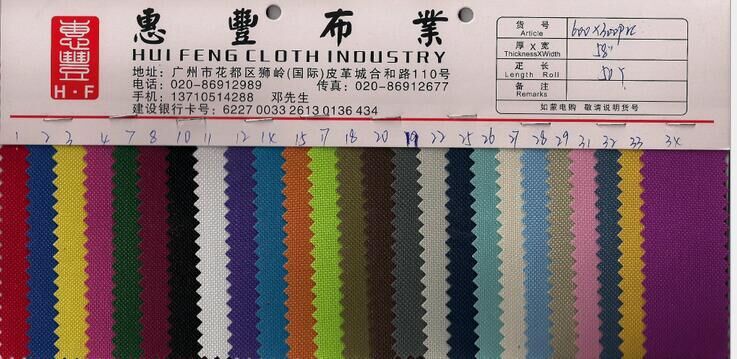 惠豐布業
HUI FENG CLOTH INDUSTRY
惠豐
H·F
地址：广州市花都区狮岭(国际)皮革城合和路110号
电话：020-86912989 传真：020-86912677
手机：13710514288 邓先生
建设银行卡号：6227 0033 2613 0136 434
货号 Article 600x300pvc
厚X宽 ThicknessXWidth 58"
疋长 Length Roll 50Y
备注 Remarks
如蒙电购 敬请说明货号
1 2 3 4 7 8 10 11 12 14 15 17 18 20 19 22 25 26 27 28 29 31 32 33 34